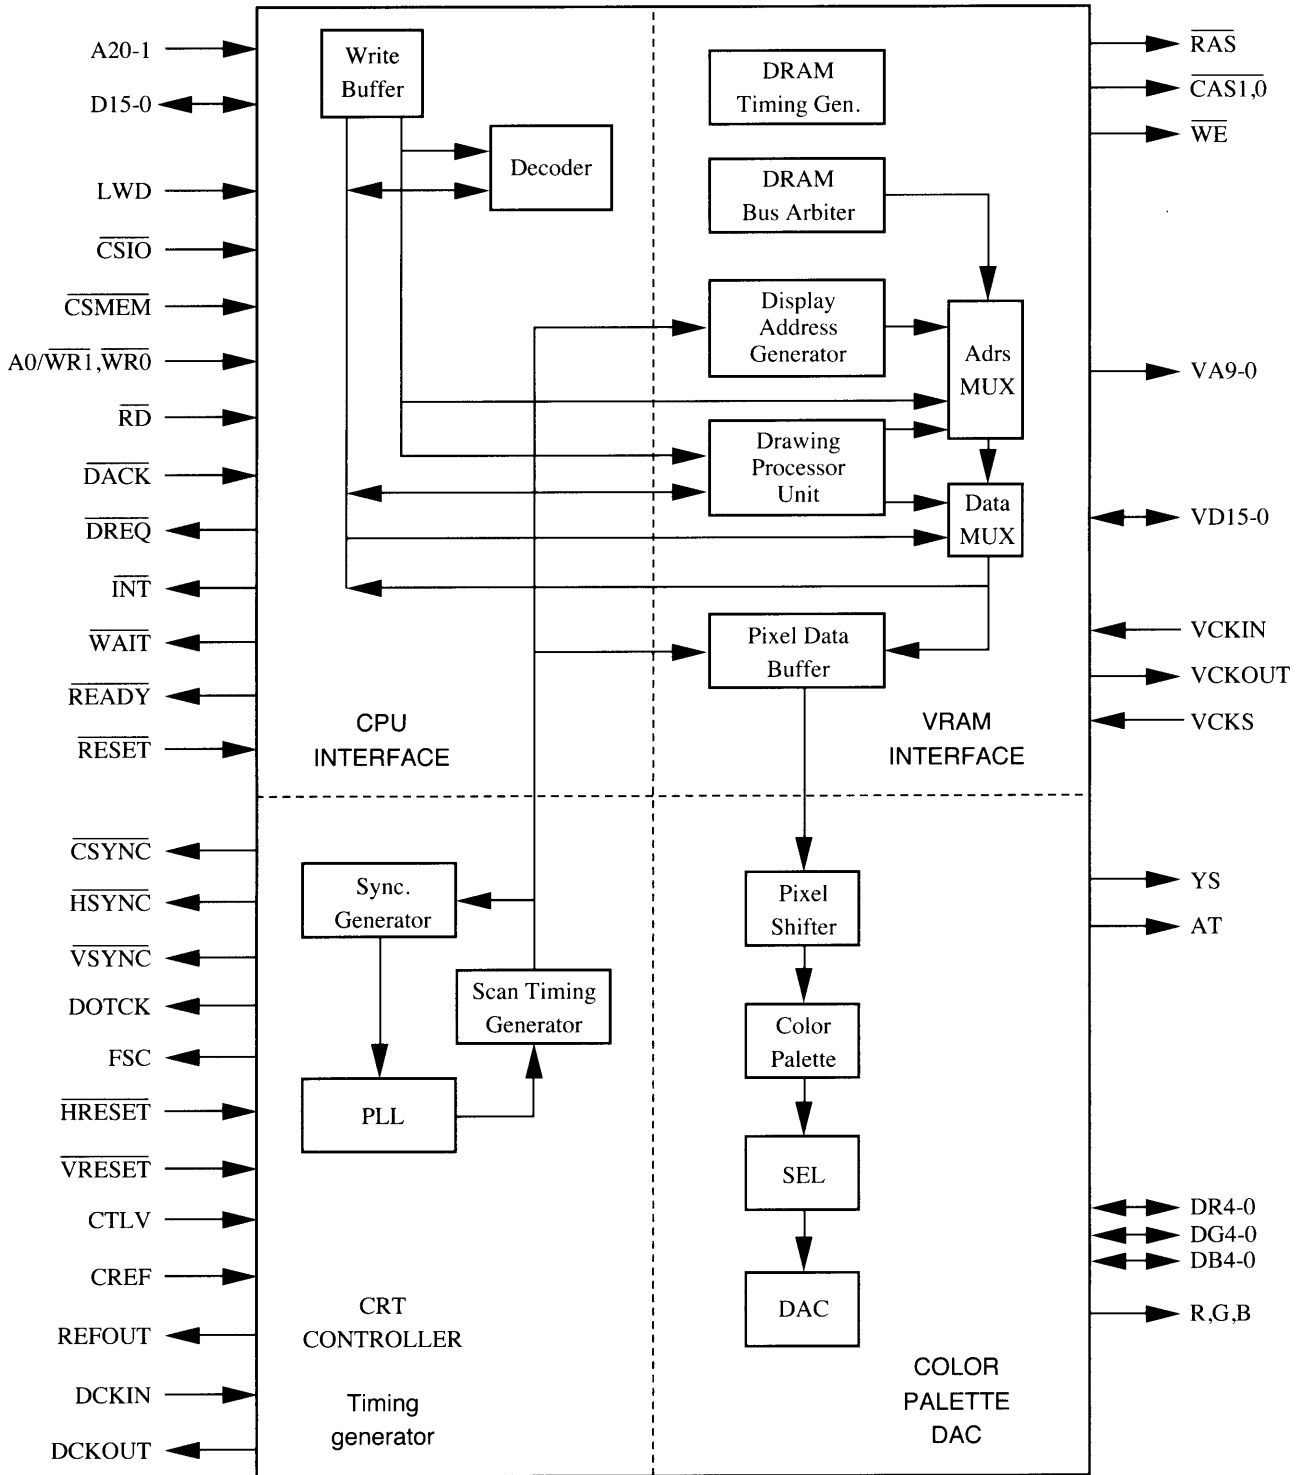 A20-1
D15-0
LWD
CSIO
CSMEM
A0/WR1,WR0
RD
DACK
DREQ
INT
WAIT
READY
RESET
CSYNC
HSYNC
VSYNC
DOTCK
FSC
HRESET
VRESET
CTLV
CREF
REFOUT
DCKIN
DCKOUT
Write
Buffer
Decoder
CPU
INTERFACE
DRAM
Timing Gen.
DRAM
Bus Arbiter
Display
Address
Generator
Adrs
MUX
Drawing
Processor
Unit
Data
MUX
Pixel Data
Buffer
VRAM
INTERFACE
Sync.
Generator
Scan Timing
Generator
PLL
CRT
CONTROLLER
Timing
generator
Pixel
Shifter
Color
Palette
SEL
DAC
COLOR
PALETTE
DAC
RAS
CAS1,0
WE
VA9-0
VD15-0
VCKIN
VCKOUT
VCKS
YS
AT
DR4-0
DG4-0
DB4-0
R,G,B